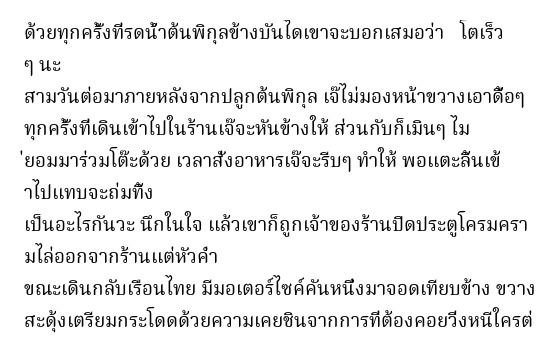 ด้วยทุกครั้งที่รดน้ำต้นพิกุลข้างบันไดเขาจะบอกเสมอว่า   โตเร็ว
ๆ นะ
สามวันต่อมาภายหลังจากปลูกต้นพิกุล เจ๊ไม่มองหน้าขวางเอาดื้อๆ
ทุกครั้งที่เดินเข้าไปในร้านเจ๊จะหันข้างให้ ส่วนกับก็เมินๆ ไม
่ยอมมาร่วมโต๊ะด้วย เวลาสั่งอาหารเจ๊จะรีบๆ ทำให้ พอแตะลิ้นเข้
าไปแทบจะถ่มทิ้ง
เป็นอะไรกันวะ นึกในใจ แล้วเขาก็ถูกเจ้าของร้านปิดประตูโครมครา
มไล่ออกจากร้านแต่หัวค่ำ
ขณะเดินกลับเรือนไทย มีมอเตอร์ไซค์คันหนึ่งมาจอดเทียบข้าง ขวาง
สะดุ้งเตรียมกระโดดด้วยความเคยชินจากการที่ต้องคอยวิ่งหนีใครต่